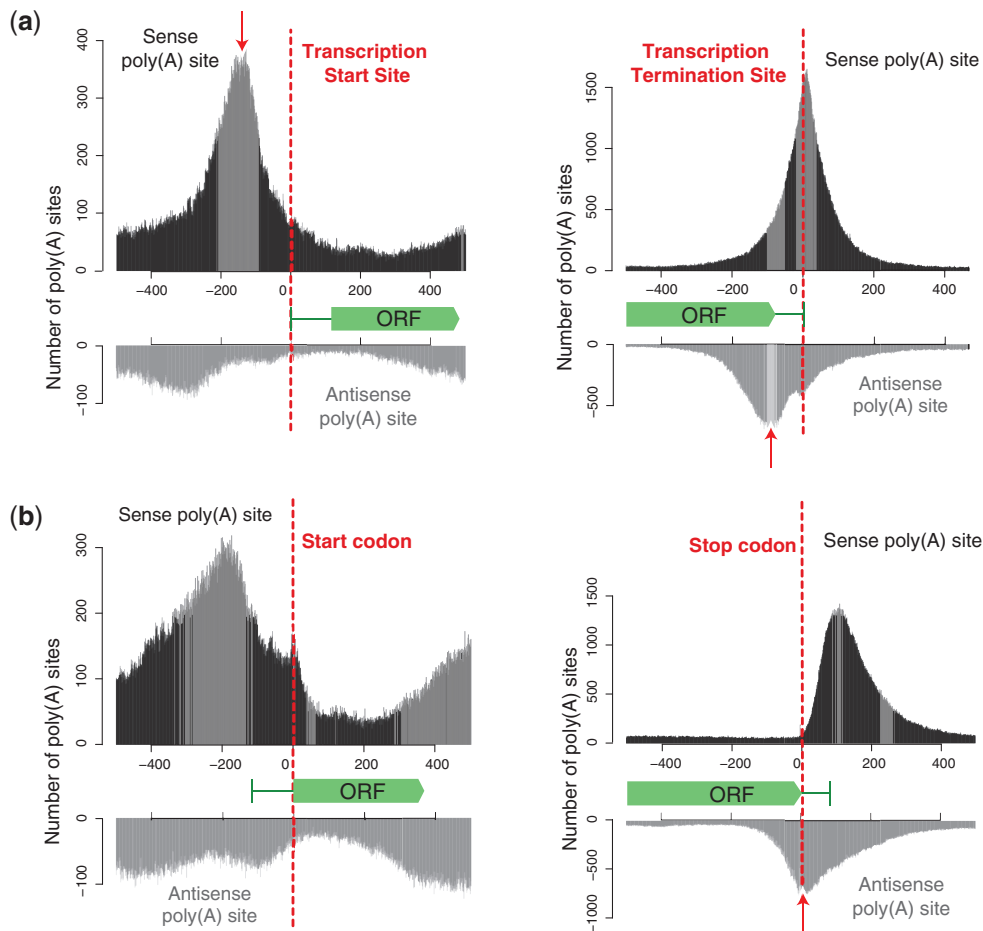 (a)
Sense
poly(A) site
Transcription
Start Site
Number of poly(A) sites
400
300
200
100
0
−400
−200
0
200
400
ORF
0
−100
Antisense
poly(A) site
Transcription
Termination Site
Sense poly(A) site
Number of poly(A) sites
1500
1000
500
0
−400
−200
0
200
400
ORF
0
−500
Antisense
poly(A) site
(b)
Sense poly(A) site
Start codon
Number of poly(A) sites
300
200
100
0
−400
−200
0
200
400
ORF
0
−100
Antisense
poly(A) site
Stop codon
Sense poly(A) site
Number of poly(A) sites
1500
1000
500
0
−400
−200
0
200
400
ORF
0
−500
−1000
Antisense
poly(A) site